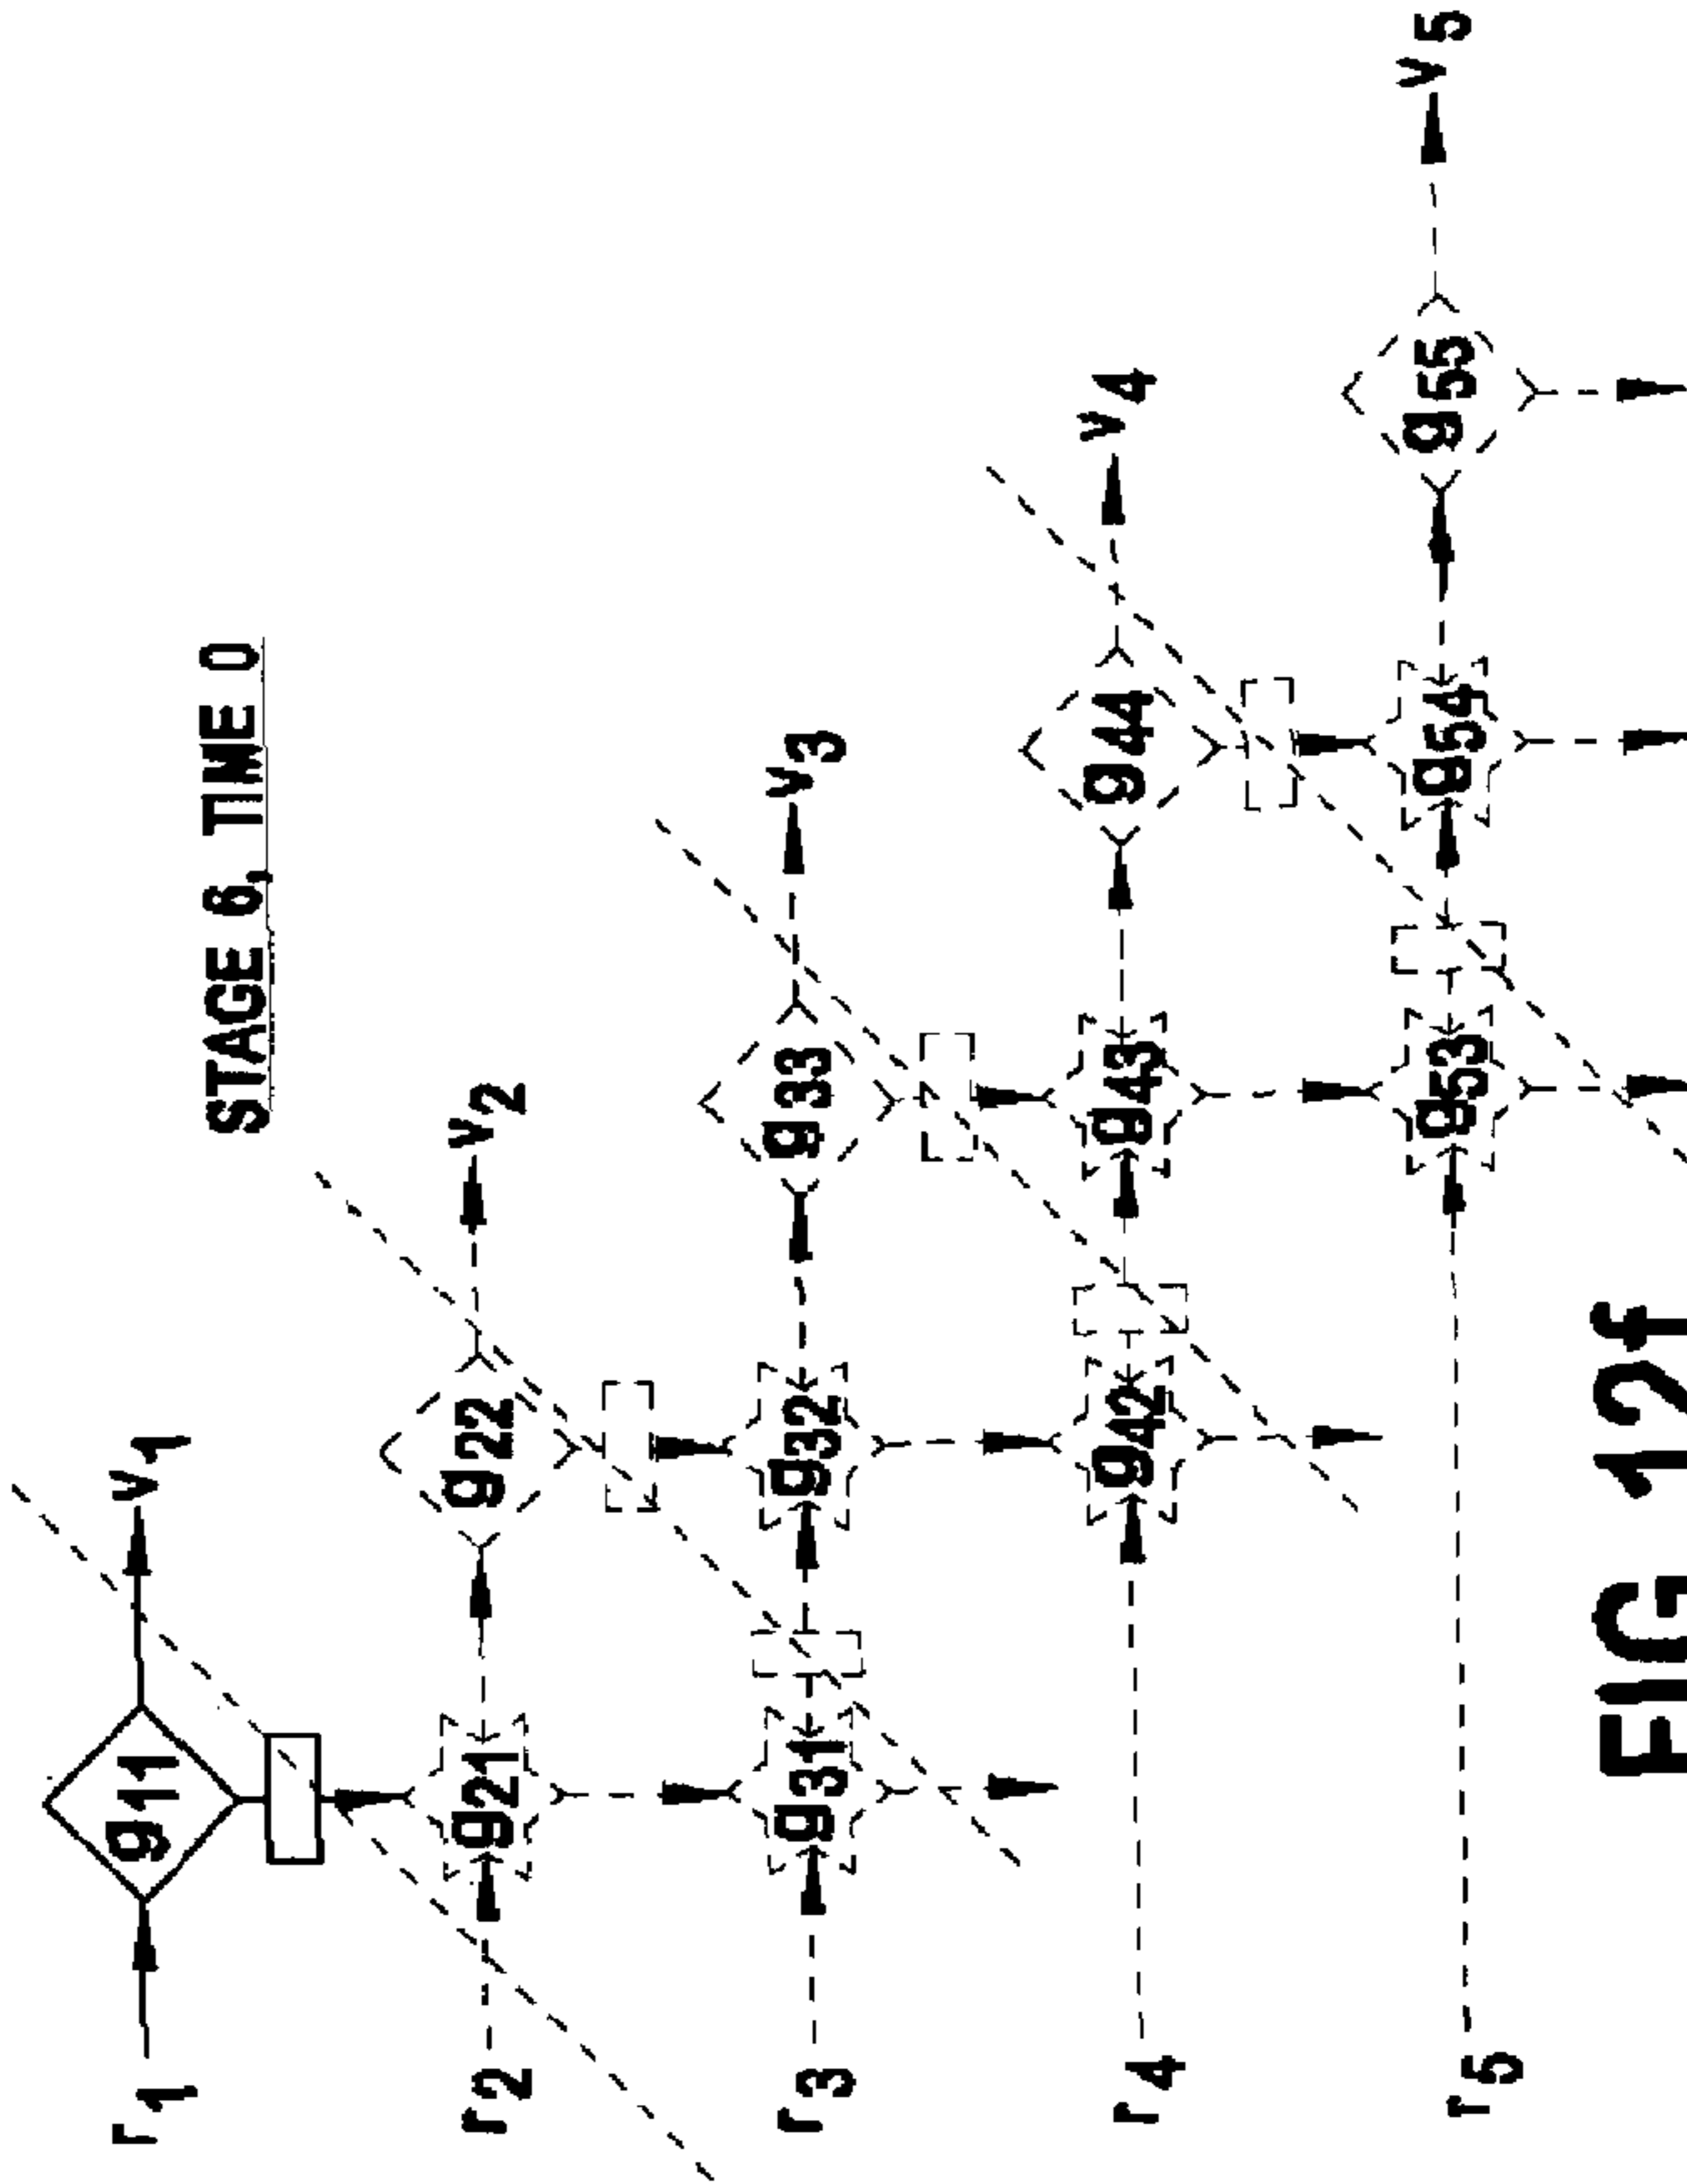 STAGE 6, TIME 0
r1 g11 v1
r2 g21 g22 v2
r3 g31 g32 g33 v3
r4 g42 g43 g44 v4
r5 g53 g54 g55 v5
FIG 12f